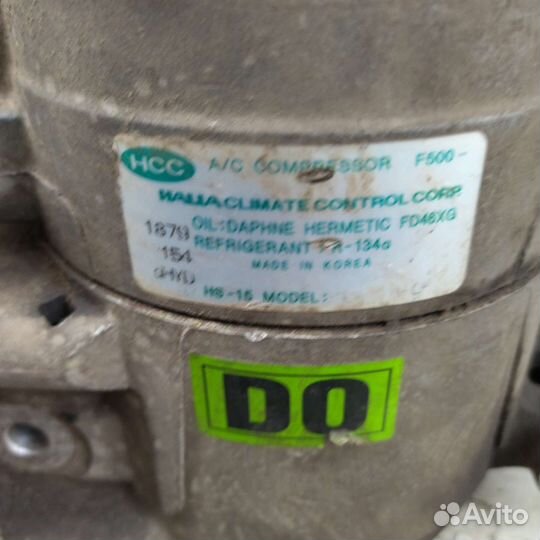 HCC A/C COMPRESSOR F500-
HALLA CLIMATE CONTROL CORP.
OIL:DAPHNE HERMETIC FD46XG
REFRIGERANT: R-134a
MADE IN KOREA
1879
154
HS-15 MODEL:
DQ
Avito